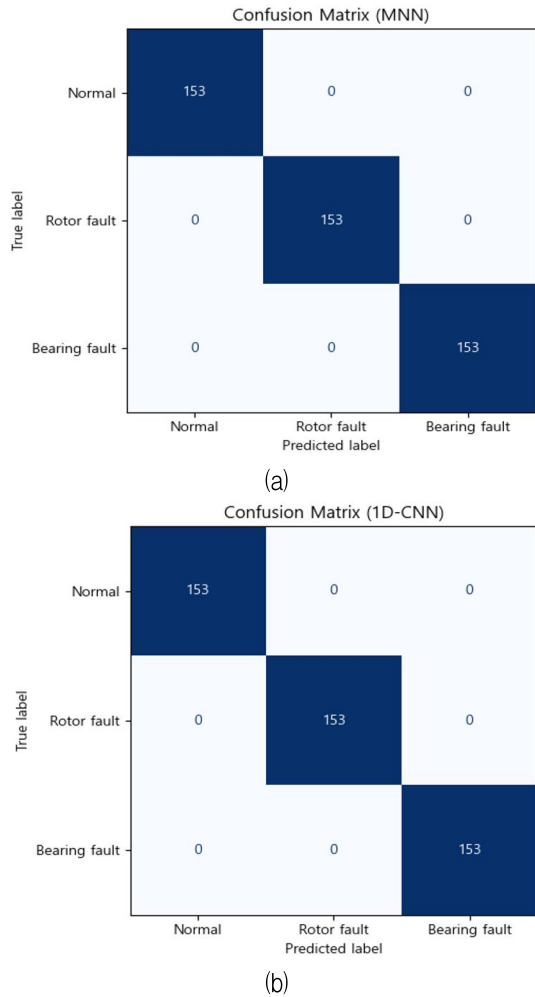 Confusion Matrix (MNN)
Normal
153
0
0
Rotor fault
0
153
0
Bearing fault
0
0
153
True label
Normal
Rotor fault
Bearing fault
Predicted label
(a)
Confusion Matrix (1D-CNN)
Normal
153
0
0
Rotor fault
0
153
0
Bearing fault
0
0
153
True label
Normal
Rotor fault
Bearing fault
Predicted label
(b)